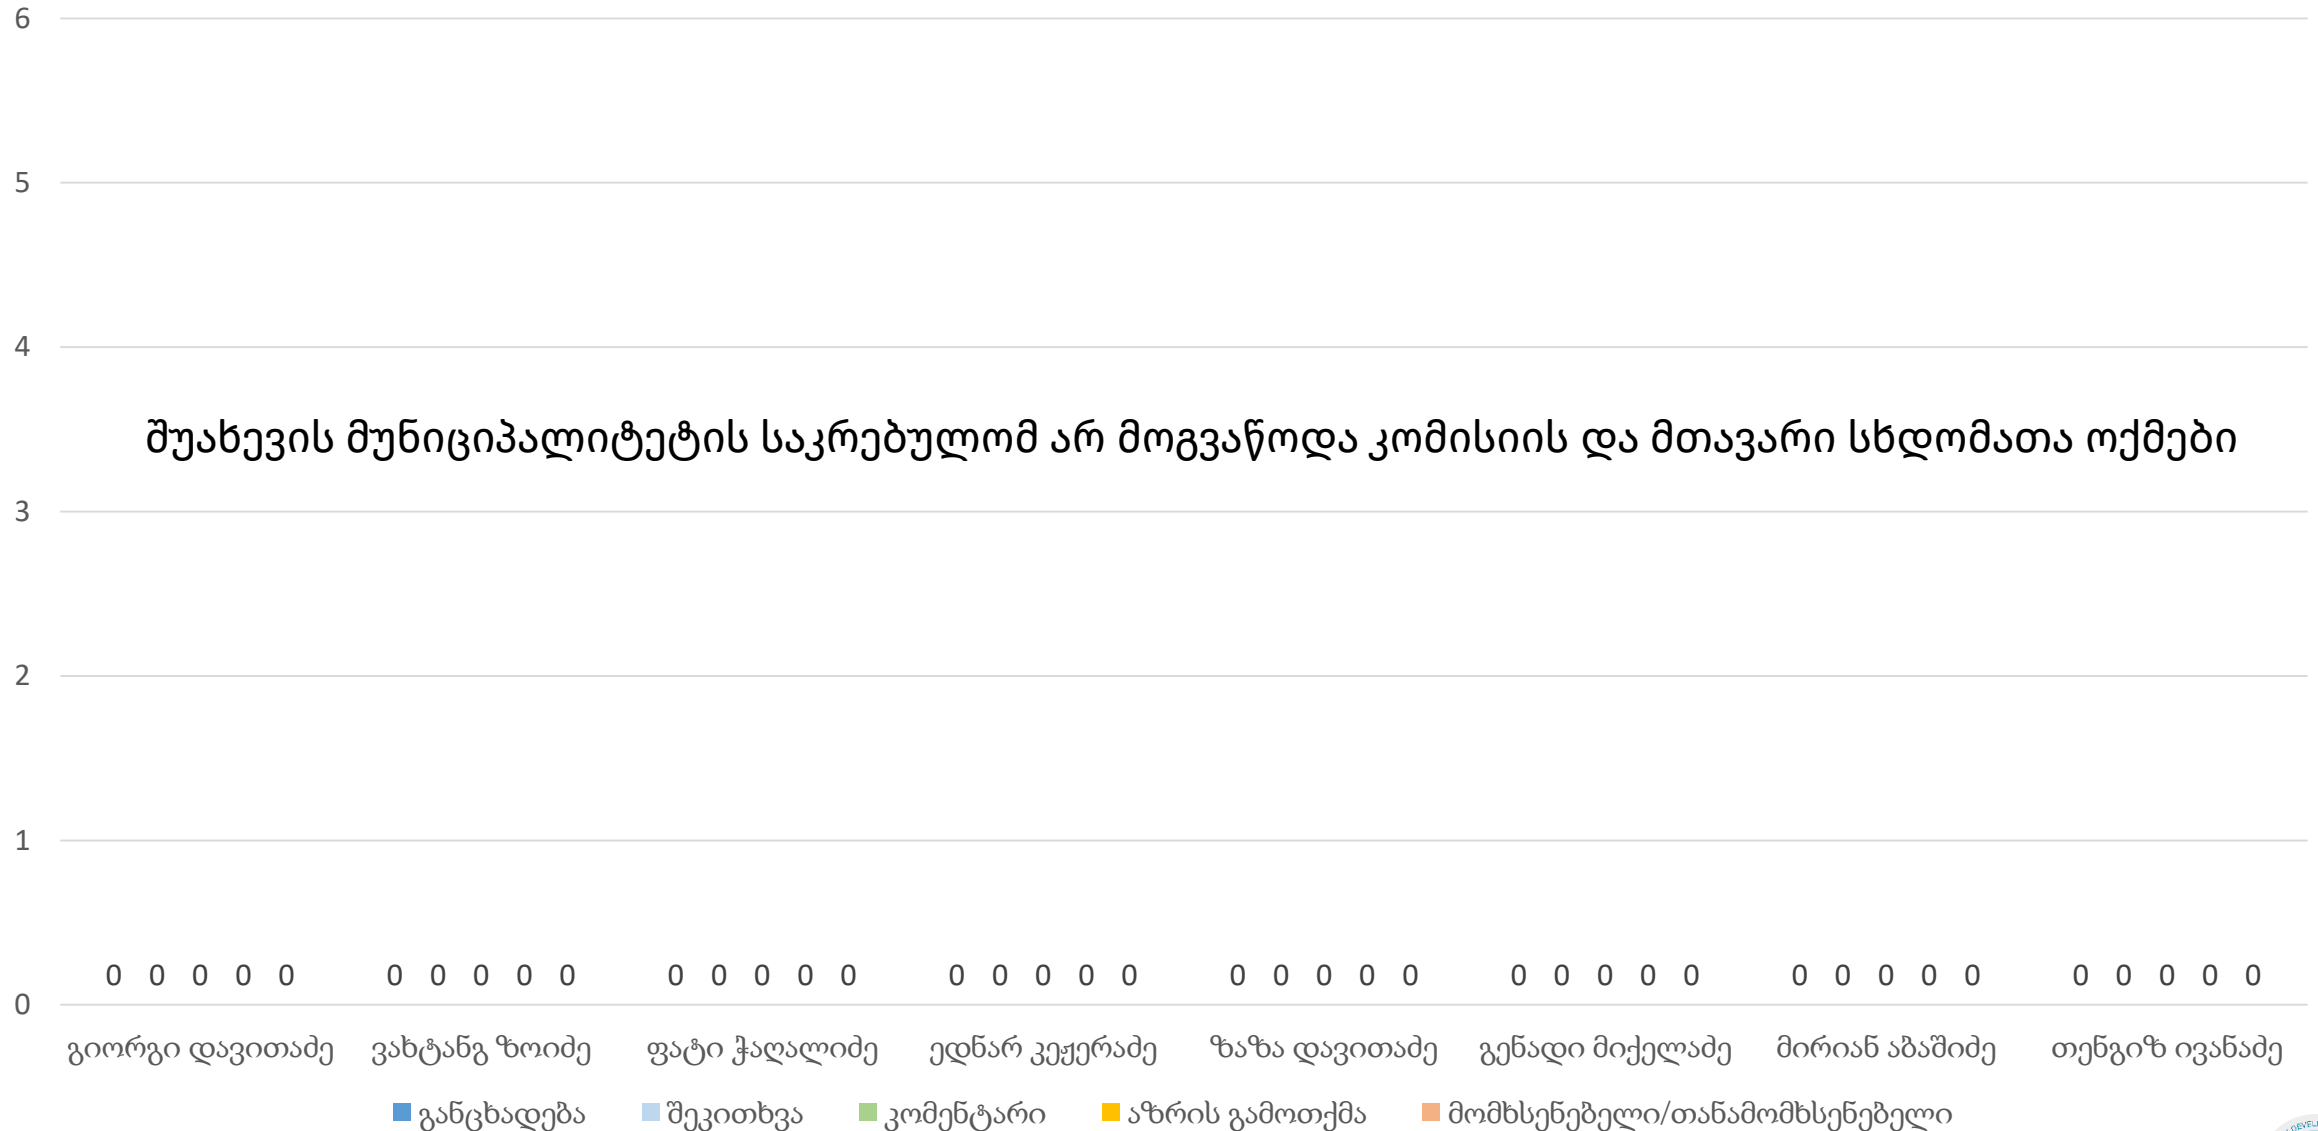 6
5
4
შუახევის მუნიციპალიტეტის საკრებულომ არ მოგვაწოდა კომისიის და მთავარი სხდომათა ოქმები
3
2
1
0 0 0 0 0 0 0 0 0 0 0 0 0 0 0 0 0 0 0 0 0 0 0 0 0 0 0 0 0 0 0 0 0 0 0 0 0 0 0 0
0
გიორგი დავითაძე ვახტანგ ზოიძე ფატი ჭაღალიძე ედნარ კეჟერაძე ზაზა დავითაძე გენადი მიქელაძე მირიან აბაშიძე თენგიზ ივანაძე
განცხადება შეკითხვა კომენტარი აზრის გამოთქმა მომხსენებელი/თანამომხსენებელი